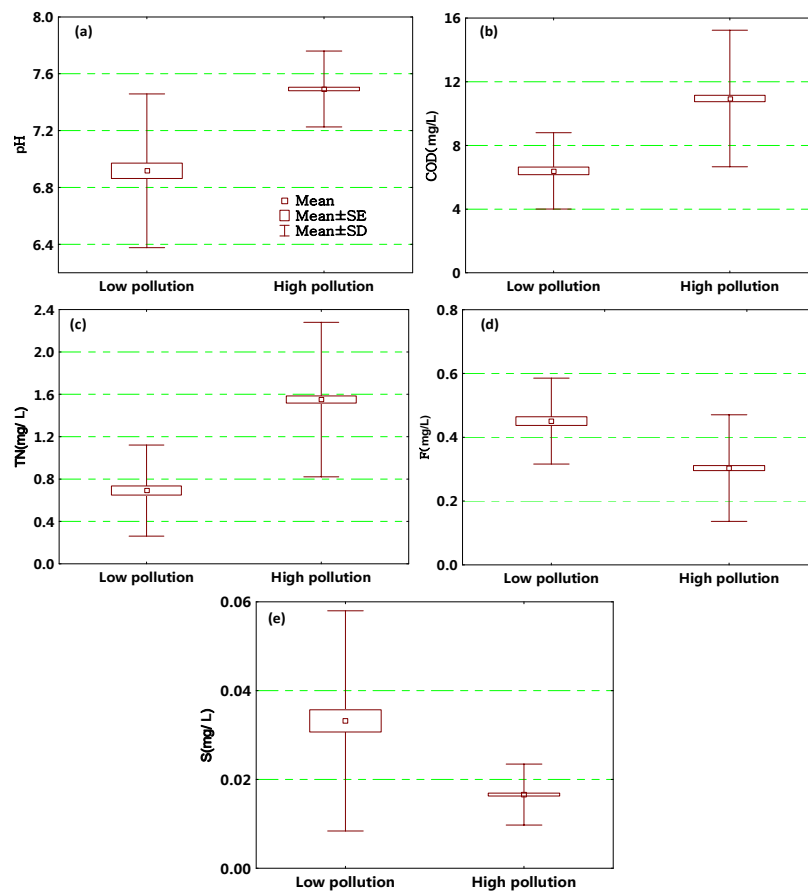 (a)
8.0
7.6
7.2
6.8
6.4
pH
Mean
Mean±SE
Mean±SD
Low pollution High pollution
(b)
16
12
8
4
0
COD(mg/L)
Low pollution High pollution
(c)
2.4
2.0
1.6
1.2
0.8
0.4
0.0
TN(mg/ L)
Low pollution High pollution
(d)
0.8
0.6
0.4
0.2
0.0
F(mg/L)
Low pollution High pollution
(e)
0.06
0.04
0.02
0.00
S(mg/ L)
Low pollution High pollution